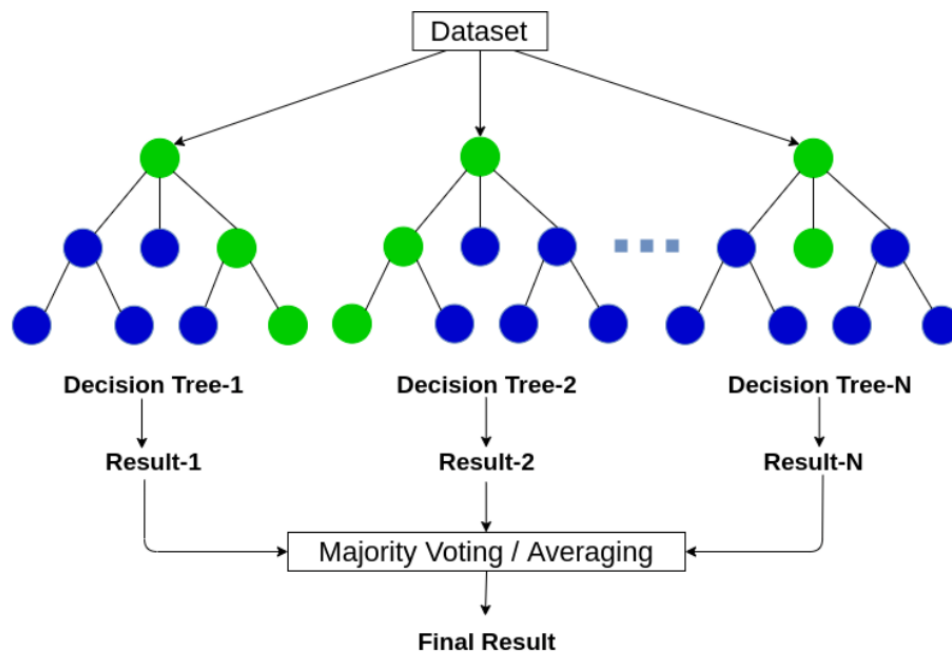 Dataset
Decision Tree-1
Decision Tree-2
Decision Tree-N
Result-1
Result-2
Result-N
Majority Voting / Averaging
Final Result